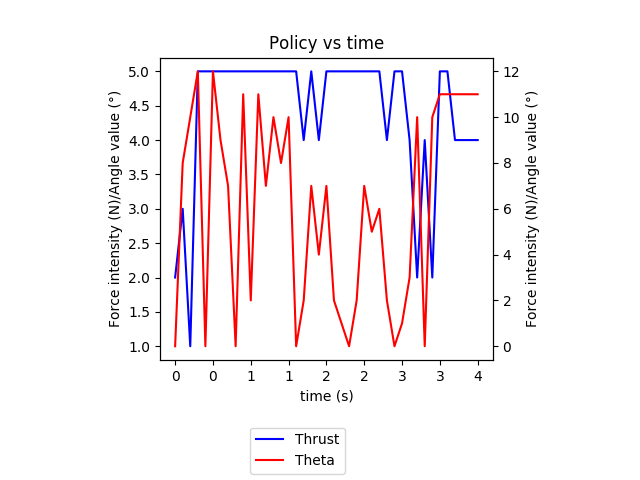 Policy vs time
Force intensity (N)/Angle value (°)
5.0
4.5
4.0
3.5
3.0
2.5
2.0
1.5
1.0
12
10
8
6
4
2
0
Force intensity (N)/Angle value (°)
0 0 1 1 2 2 3 3 4
time (s)
Thrust
Theta